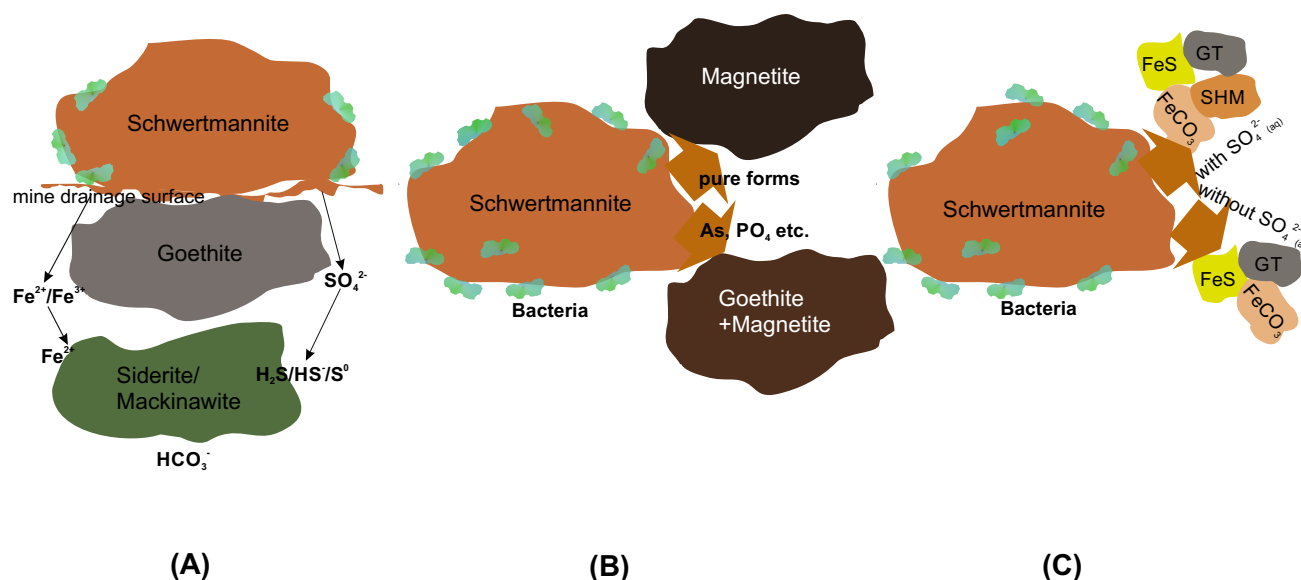 Schwertmannite
mine drainage surface
Goethite
Fe²⁺/Fe³⁺
SO₄²⁻
Fe²⁺
Siderite/
Mackinawite
H₂S/HS⁻/S⁰
HCO₃⁻
(A)
Magnetite
Schwertmannite
pure forms
As, PO₄ etc.
Goethite
+Magnetite
Bacteria
(B)
FeS
GT
SHM
FeCO₃
with SO₄²⁻ (aq)
Schwertmannite
without SO₄²⁻
FeS
GT
FeCO₃
Bacteria
(C)